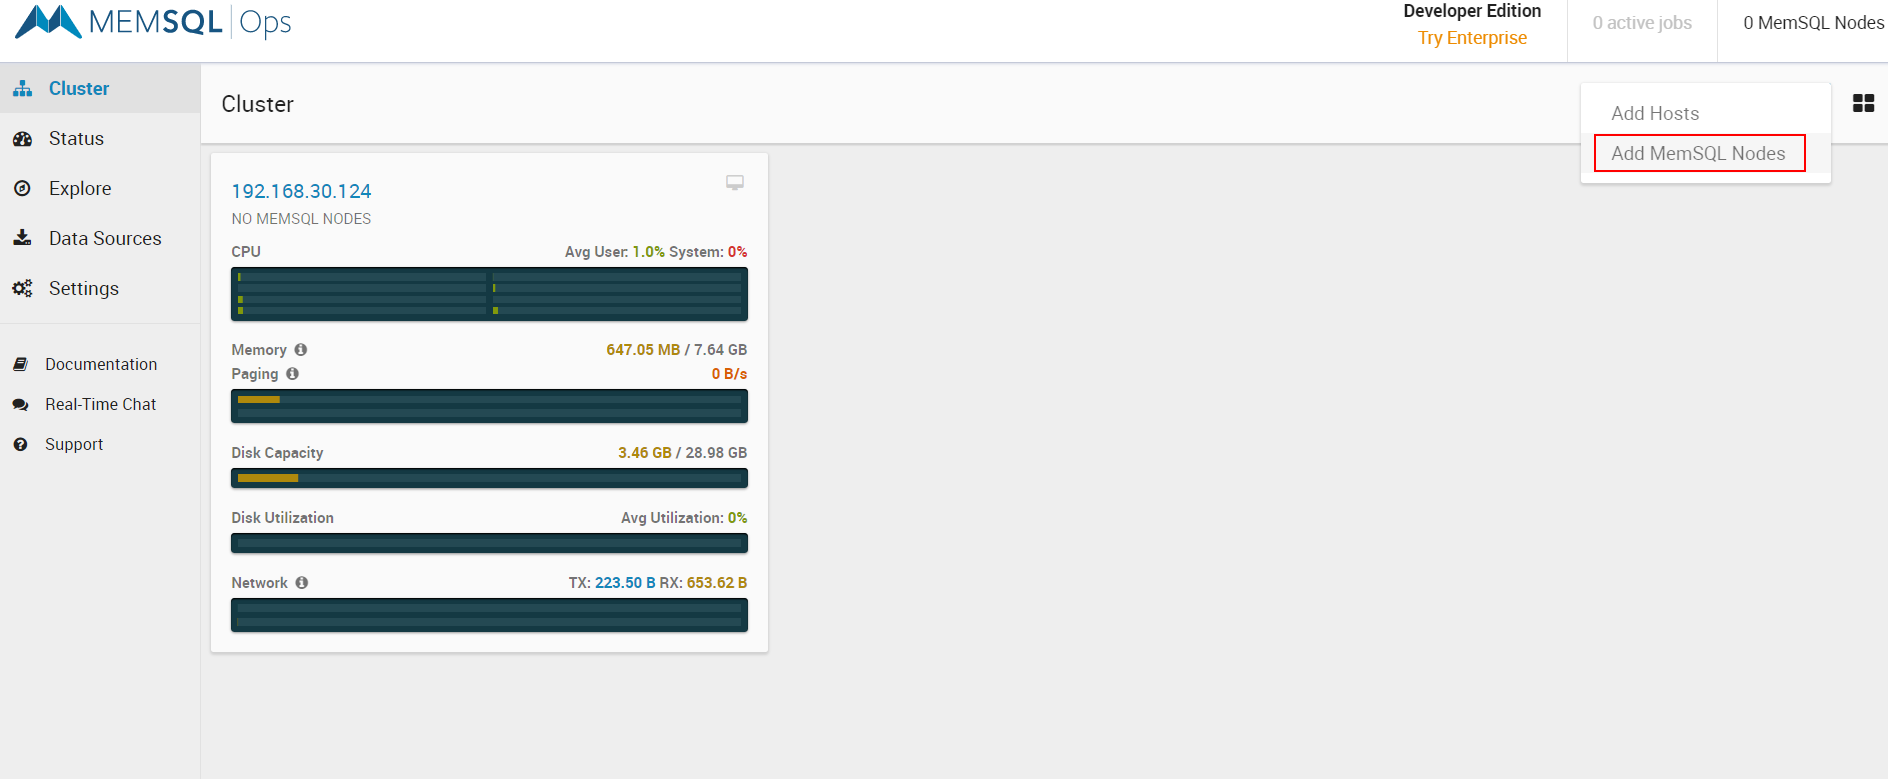 MEMSQL Ops
Developer Edition
Try Enterprise
0 active jobs
0 MemSQL Nodes
Cluster
Status
Explore
Data Sources
Settings
Documentation
Real-Time Chat
Support
Cluster
Add Hosts
Add MemSQL Nodes
192.168.30.124
NO MEMSQL NODES
CPU Avg User: 1.0% System: 0%
Memory 647.05 MB / 7.64 GB
Paging 0 B/s
Disk Capacity 3.46 GB / 28.98 GB
Disk Utilization Avg Utilization: 0%
Network TX: 223.50 B RX: 653.62 B